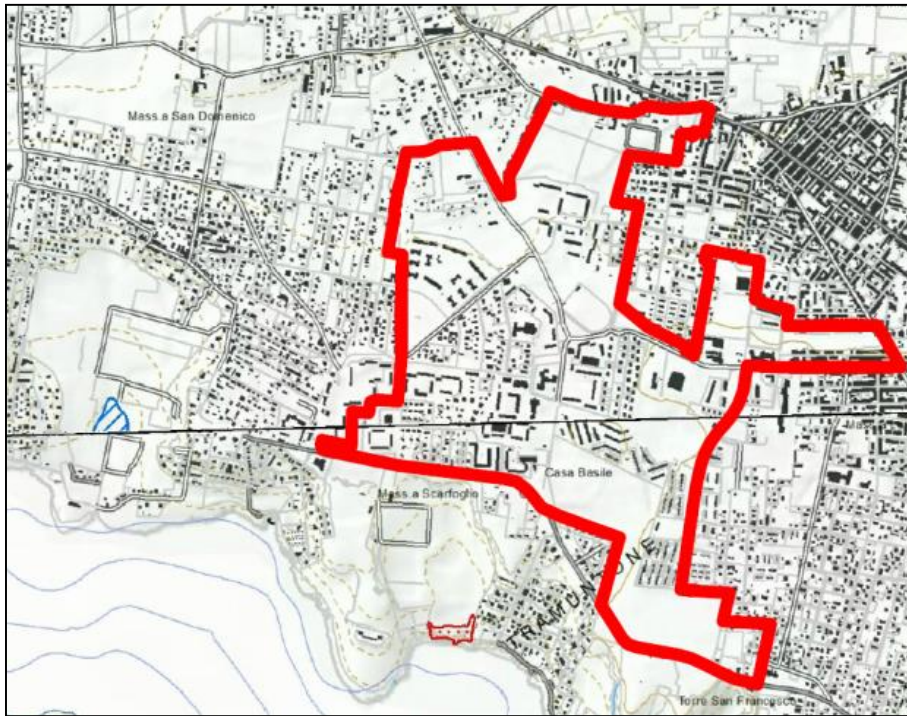 Mass.a San Domenico
Casa Basile
Mass.a Scarfoglio
TRAMONTONE
Torre San Francesco